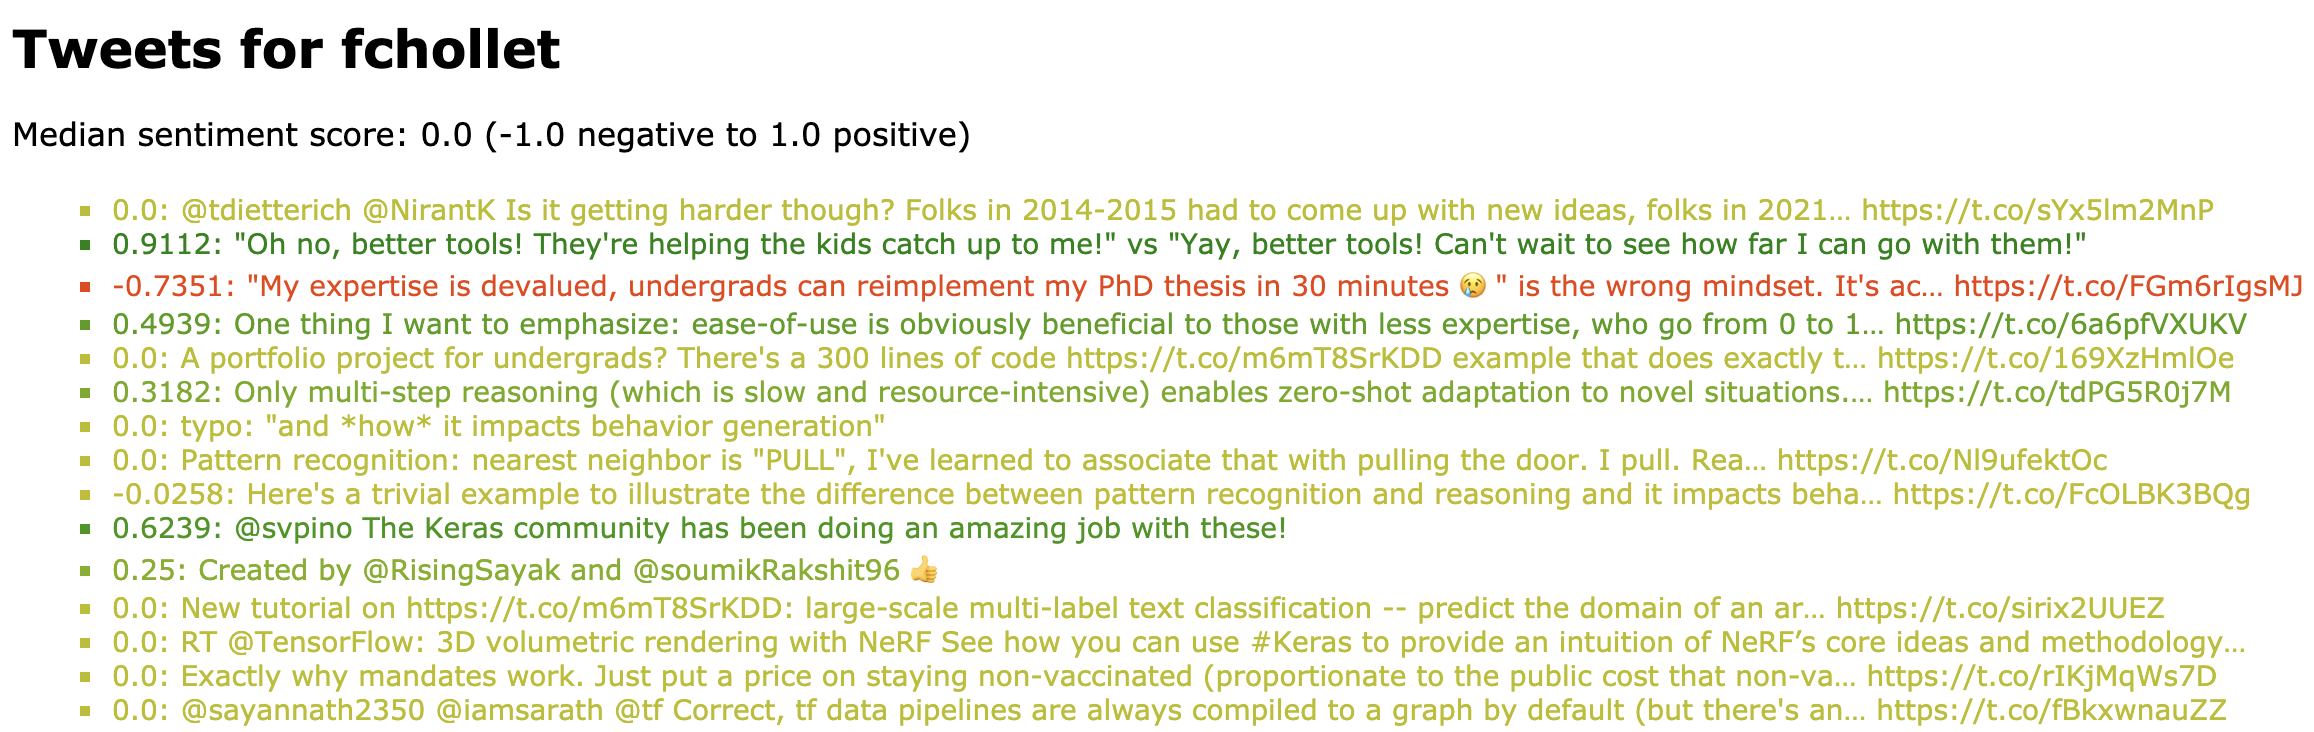 Tweets for fchollet
Median sentiment score: 0.0 (-1.0 negative to 1.0 positive)
0.0: @tdietterich @NirantK Is it getting harder though? Folks in 2014-2015 had to come up with new ideas, folks in 2021… https://t.co/sYx5lm2MnP
0.9112: "Oh no, better tools! They're helping the kids catch up to me!" vs "Yay, better tools! Can't wait to see how far I can go with them!"
-0.7351: "My expertise is devalued, undergrads can reimplement my PhD thesis in 30 minutes 😢 " is the wrong mindset. It's ac… https://t.co/FGm6rIgsMJ
0.4939: One thing I want to emphasize: ease-of-use is obviously beneficial to those with less expertise, who go from 0 to 1… https://t.co/6a6pfVXUKV
0.0: A portfolio project for undergrads? There's a 300 lines of code https://t.co/m6mT8SrKDD example that does exactly t… https://t.co/169XzHmlOe
0.3182: Only multi-step reasoning (which is slow and resource-intensive) enables zero-shot adaptation to novel situations.… https://t.co/tdPG5R0j7M
0.0: typo: "and *how* it impacts behavior generation"
0.0: Pattern recognition: nearest neighbor is "PULL", I've learned to associate that with pulling the door. I pull. Rea… https://t.co/Nl9ufektOc
-0.0258: Here's a trivial example to illustrate the difference between pattern recognition and reasoning and it impacts beha… https://t.co/FcOLBK3BQg
0.6239: @svpino The Keras community has been doing an amazing job with these!
0.25: Created by @RisingSayak and @soumikRakshit96 👍
0.0: New tutorial on https://t.co/m6mT8SrKDD: large-scale multi-label text classification -- predict the domain of an ar… https://t.co/sirix2UUEZ
0.0: RT @TensorFlow: 3D volumetric rendering with NeRF See how you can use #Keras to provide an intuition of NeRF’s core ideas and methodology…
0.0: Exactly why mandates work. Just put a price on staying non-vaccinated (proportionate to the public cost that non-va… https://t.co/rIKjMqWs7D
0.0: @sayannath2350 @iamsarath @tf Correct, tf data pipelines are always compiled to a graph by default (but there's an… https://t.co/fBkxwnauZZ